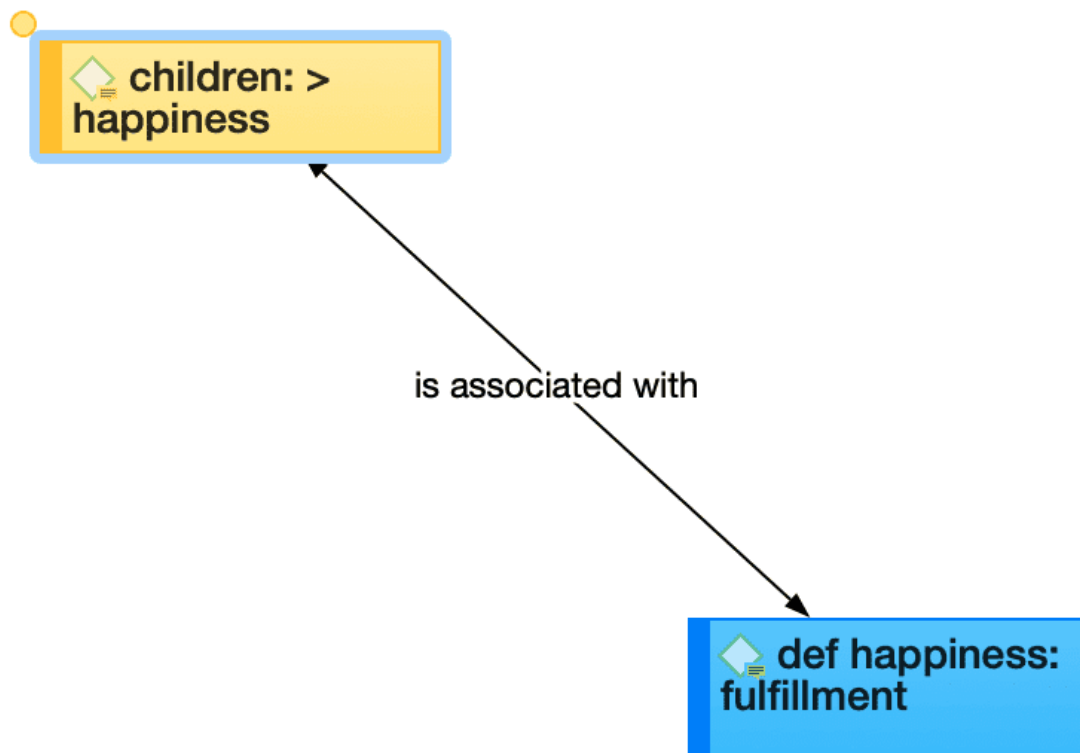 children: >
happiness
is associated with
def happiness:
fulfillment